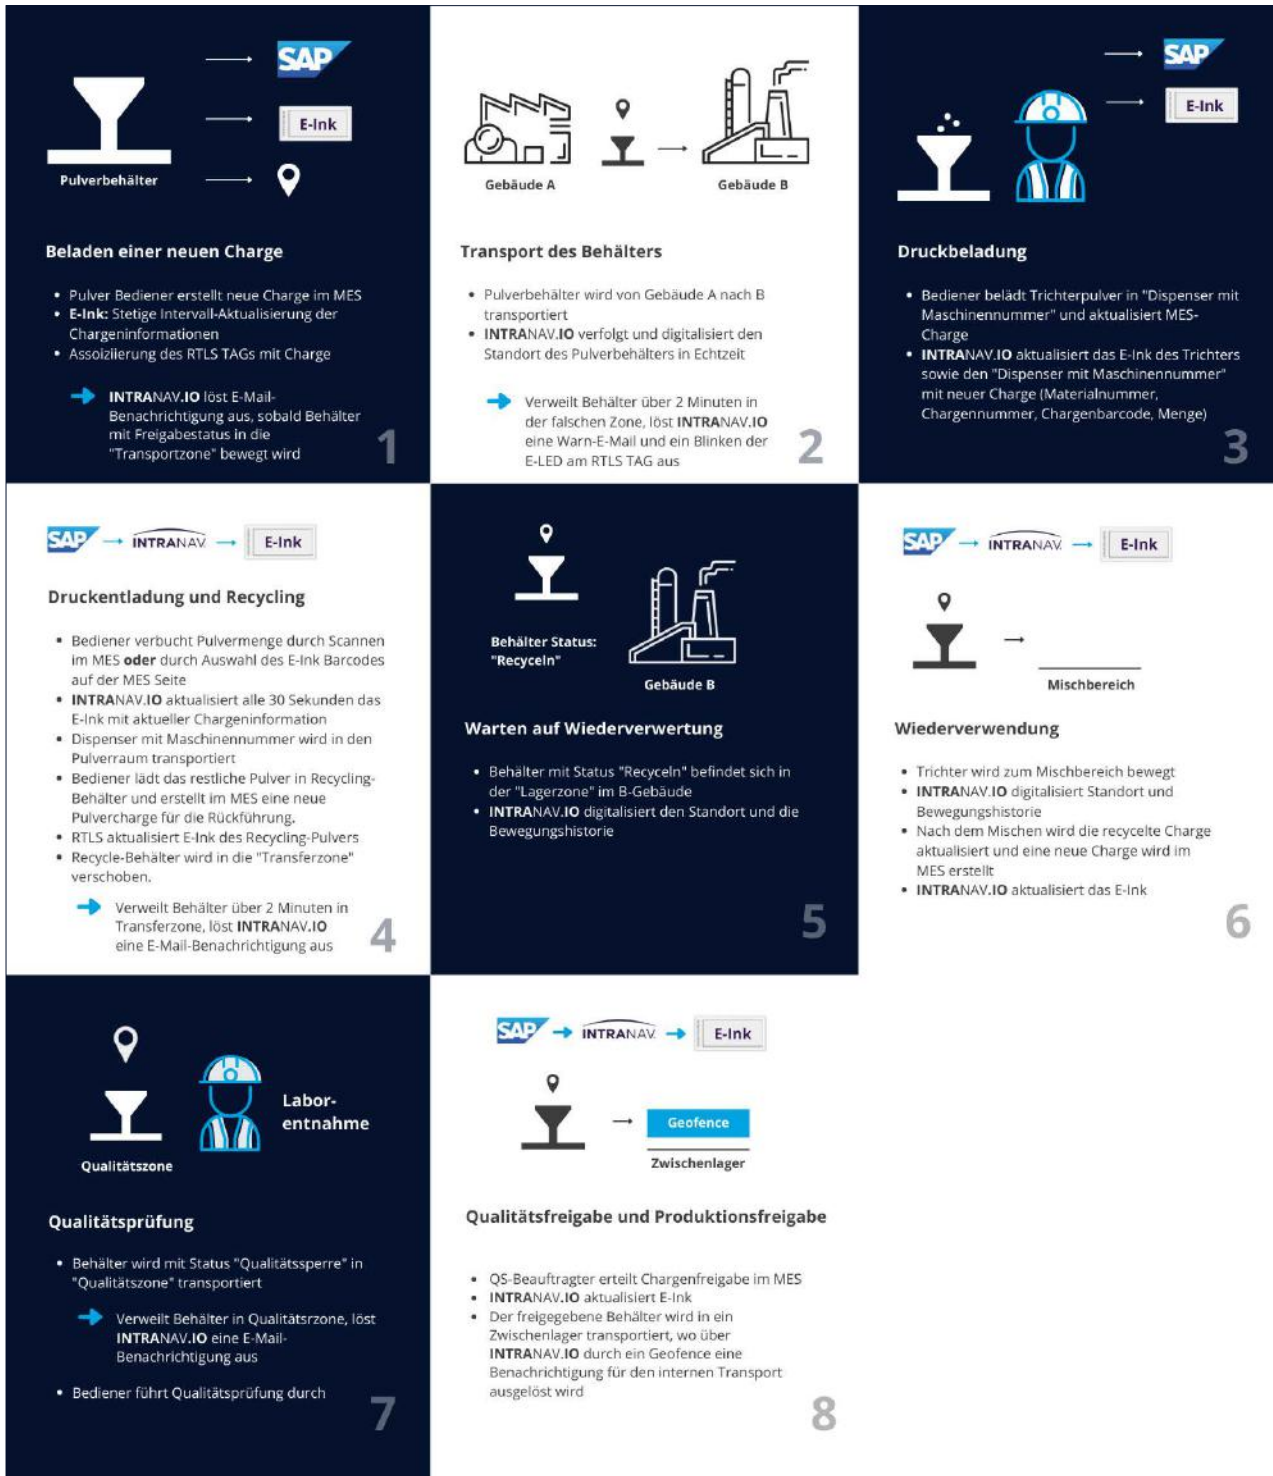 SAP
E-Ink
Pulverbehälter
Beladen einer neuen Charge
• Pulver Bediener erstellt neue Charge im MES
• E-Ink: Stetige Intervall-Aktualisierung der
Chargeninformationen
• Assoiziierung des RTLS TAGs mit Charge
INTRANAV.IO löst E-Mail-
Benachrichtigung aus, sobald Behälter
mit Freigabestatus in die
"Transportzone" bewegt wird
1
Gebäude A
Gebäude B
Transport des Behälters
• Pulverbehälter wird von Gebäude A nach B
transportiert
• INTRANAV.IO verfolgt und digitalisiert den
Standort des Pulverbehälters in Echtzeit
Verweilt Behälter über 2 Minuten in
der falschen Zone, löst INTRANAV.IO
eine Warn-E-Mail und ein Blinken der
E-LED am RTLS TAG aus
2
SAP
E-Ink
Druckbeladung
• Bediener belädt Trichterpulver in "Dispenser mit
Maschinennummer" und aktualisiert MES-
Charge
• INTRANAV.IO aktualisiert das E-Ink des Trichters
sowie den "Dispenser mit Maschinennummer"
mit neuer Charge (Materialnummer,
Chargennummer, Chargenbarcode, Menge)
3
SAP INTRANAV E-Ink
Druckentladung und Recycling
• Bediener verbucht Pulvermenge durch Scannen
im MES oder durch Auswahl des E-Ink Barcodes
auf der MES Seite
• INTRANAV.IO aktualisiert alle 30 Sekunden das
E-Ink mit aktueller Chargeninformation
• Dispenser mit Maschinennummer wird in den
Pulverraum transportiert
• Bediener lädt das restliche Pulver in Recycling-
Behälter und erstellt im MES eine neue
Pulvercharge für die Rückführung.
• RTLS aktualisiert E-Ink des Recycling-Pulvers
• Recycle-Behälter wird in die "Transferzone"
verschoben.
Verweilt Behälter über 2 Minuten in
Transferzone, löst INTRANAV.IO
eine E-Mail-Benachrichtigung aus
4
Behälter Status:
"Recyceln"
Gebäude B
Warten auf Wiederverwertung
• Behälter mit Status "Recyceln" befindet sich in
der "Lagerzone" im B-Gebäude
• INTRANAV.IO digitalisiert den Standort und die
Bewegungshistorie
5
SAP INTRANAV E-Ink
Mischbereich
Wiederverwendung
• Trichter wird zum Mischbereich bewegt
• INTRANAV.IO digitalisiert Standort und
Bewegungshistorie
• Nach dem Mischen wird die recycelte Charge
aktualisiert und eine neue Charge wird im
MES erstellt
• INTRANAV.IO aktualisiert das E-Ink
6
Labor-
entnahme
Qualitätszone
Qualitätsprüfung
• Behälter wird mit Status "Qualitätssperre" in
"Qualitätszone" transportiert
Verweilt Behälter in Qualitätsrzone, löst
INTRANAV.IO eine E-Mail-
Benachrichtigung aus
• Bediener führt Qualitätsprüfung durch
7
SAP INTRANAV E-Ink
Geofence
Zwischenlager
Qualitätsfreigabe und Produktionsfreigabe
• QS-Beauftragter erteilt Chargenfreigabe im MES
• INTRANAV.IO aktualisiert E-Ink
• Der freigegebene Behälter wird in ein
Zwischenlager transportiert, wo über
INTRANAV.IO durch ein Geofence eine
Benachrichtigung für den internen Transport
ausgelöst wird
8